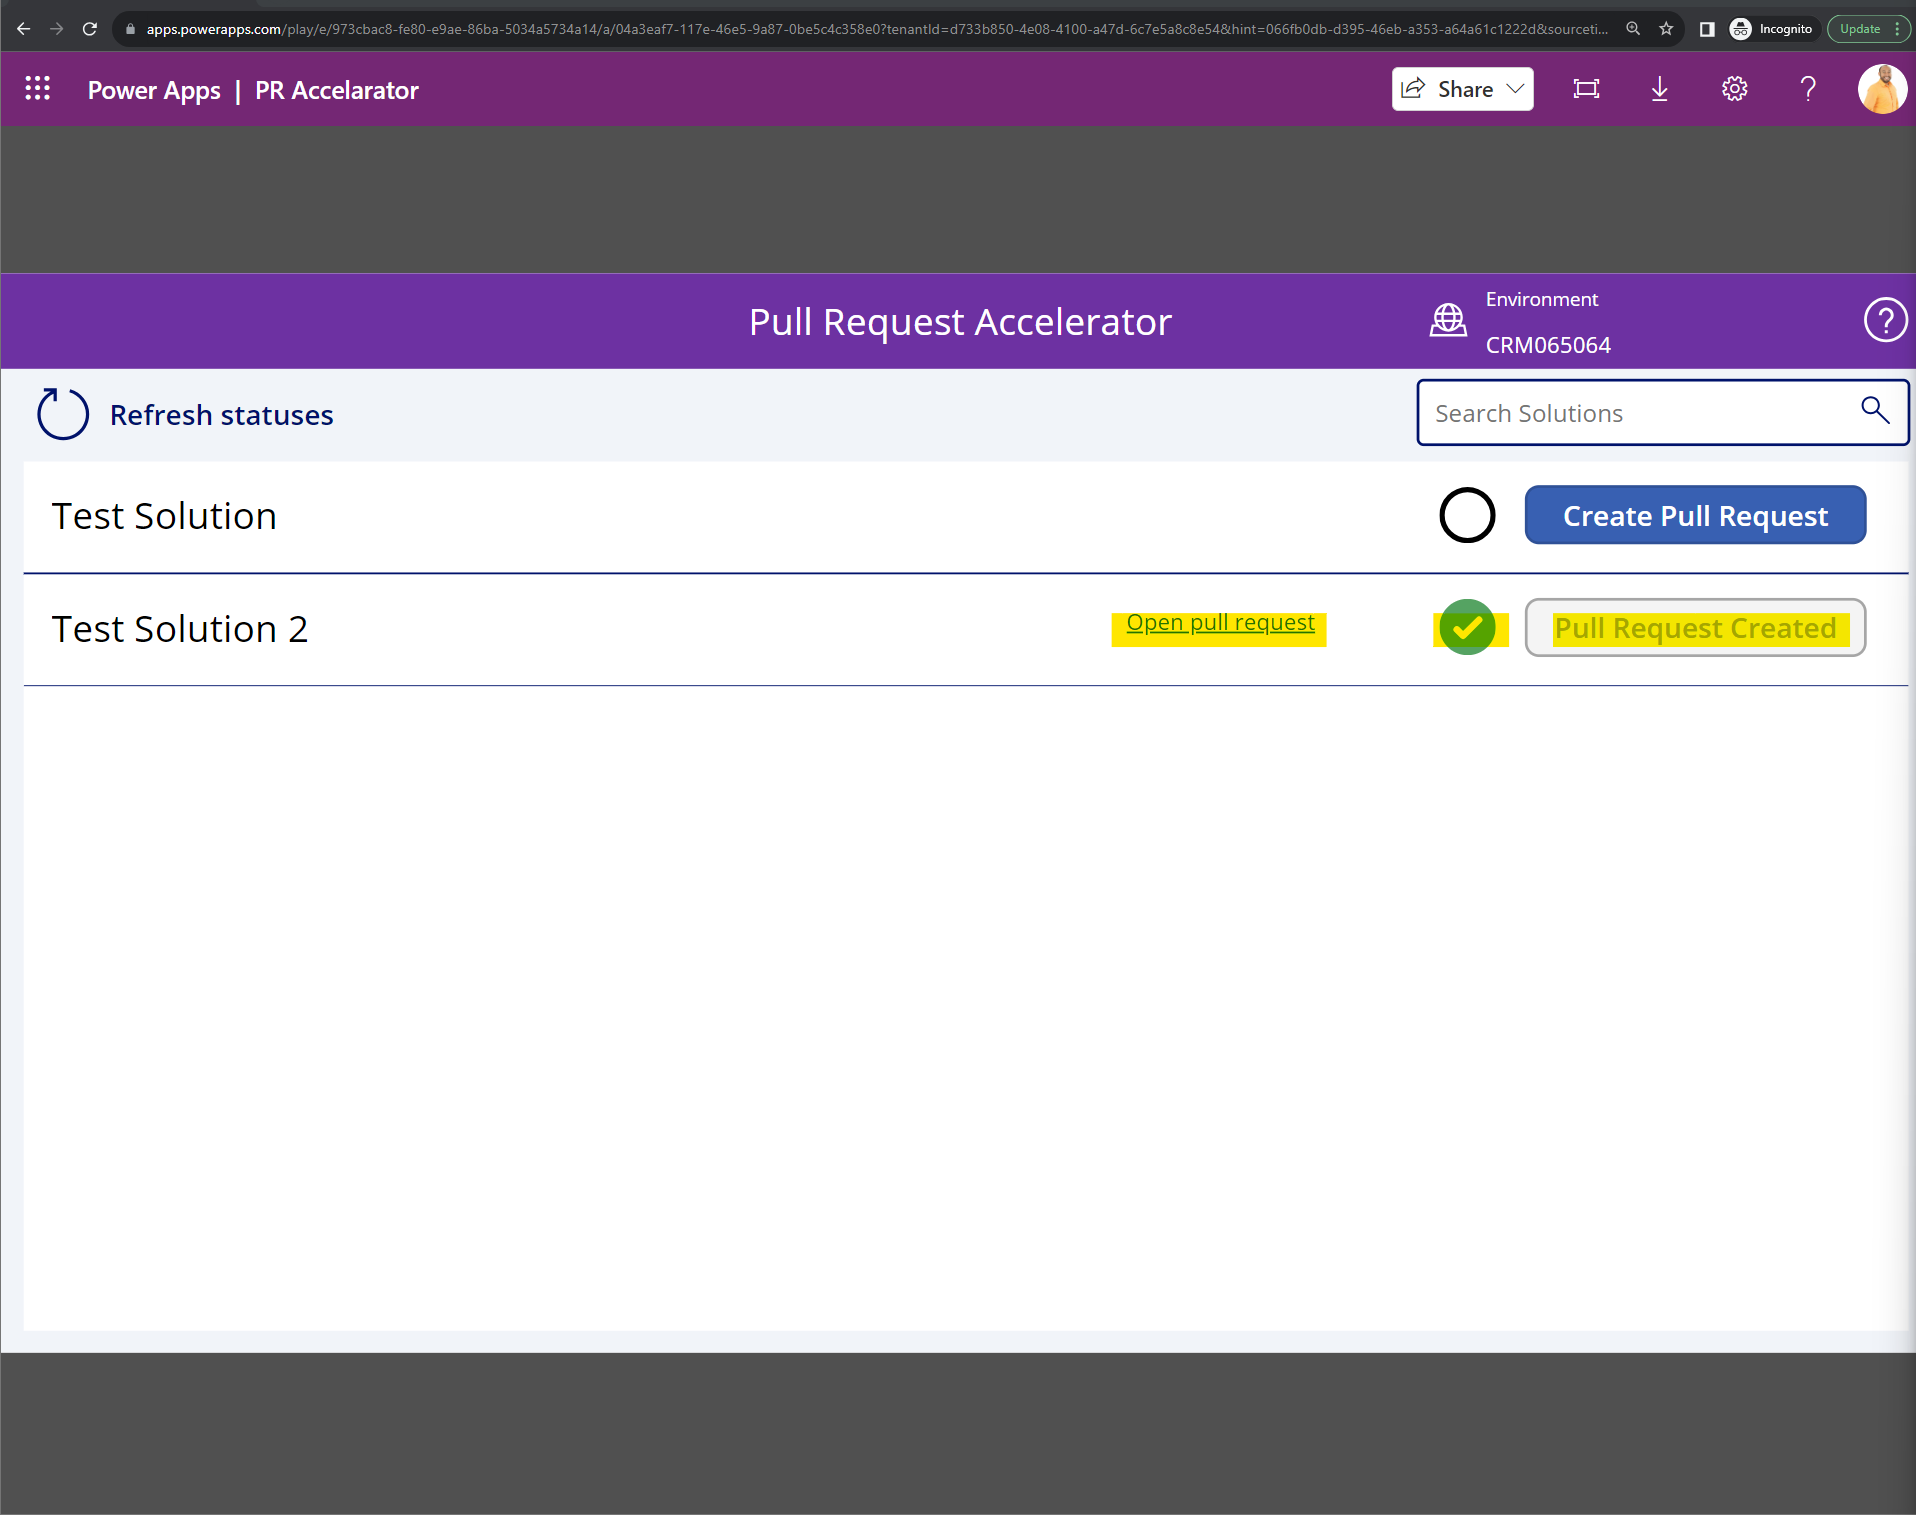 apps.powerapps.com/play/e/973cbac8-fe80-e9ae-86ba-5034a5734a14/a/04a3eaf7-117e-46e5-9a87-0be5c4c358e0?tenantId=d733b850-4e08-4100-a47d-6c7e5a8c8e54&hint=066fb0db-d395-46eb-a353-a64a61c1222d&sourceti...
Incognito
Update
Power Apps | PR Accelarator
Share
Pull Request Accelerator
Environment
CRM065064
Refresh statuses
Search Solutions
Test Solution
Create Pull Request
Test Solution 2
Open pull request
Pull Request Created